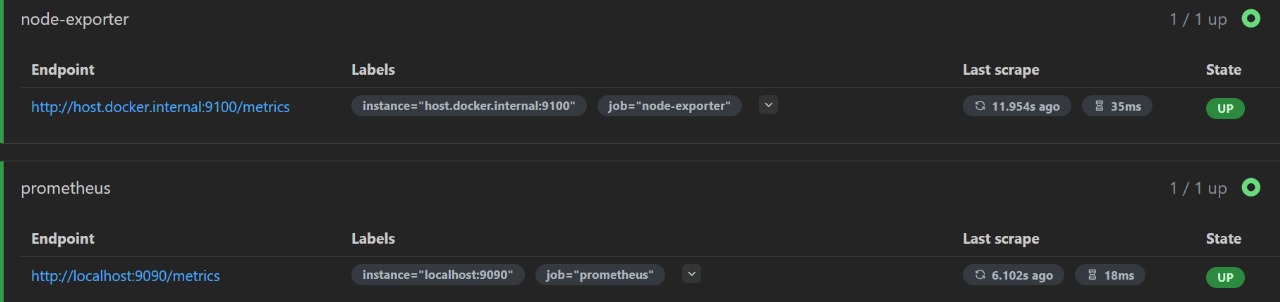 node-exporter 1 / 1 up
Endpoint Labels Last scrape State
http://host.docker.internal:9100/metrics instance="host.docker.internal:9100" job="node-exporter" 11.954s ago 35ms UP
prometheus 1 / 1 up
Endpoint Labels Last scrape State
http://localhost:9090/metrics instance="localhost:9090" job="prometheus" 6.102s ago 18ms UP